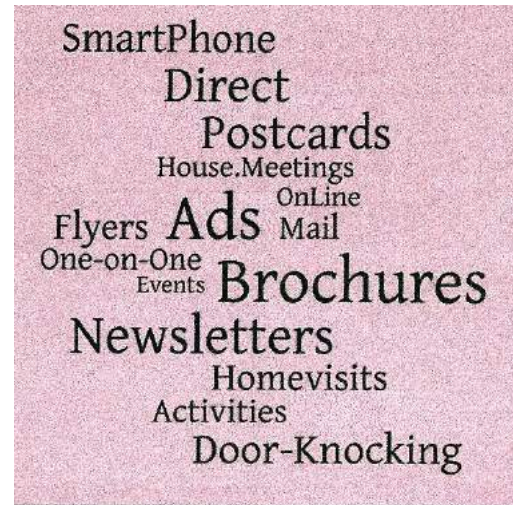 SmartPhone
Direct
Postcards
House.Meetings
OnLine
Flyers Ads Mail
One-on-One
Events Brochures
Newsletters
Homevisits
Activities
Door-Knocking